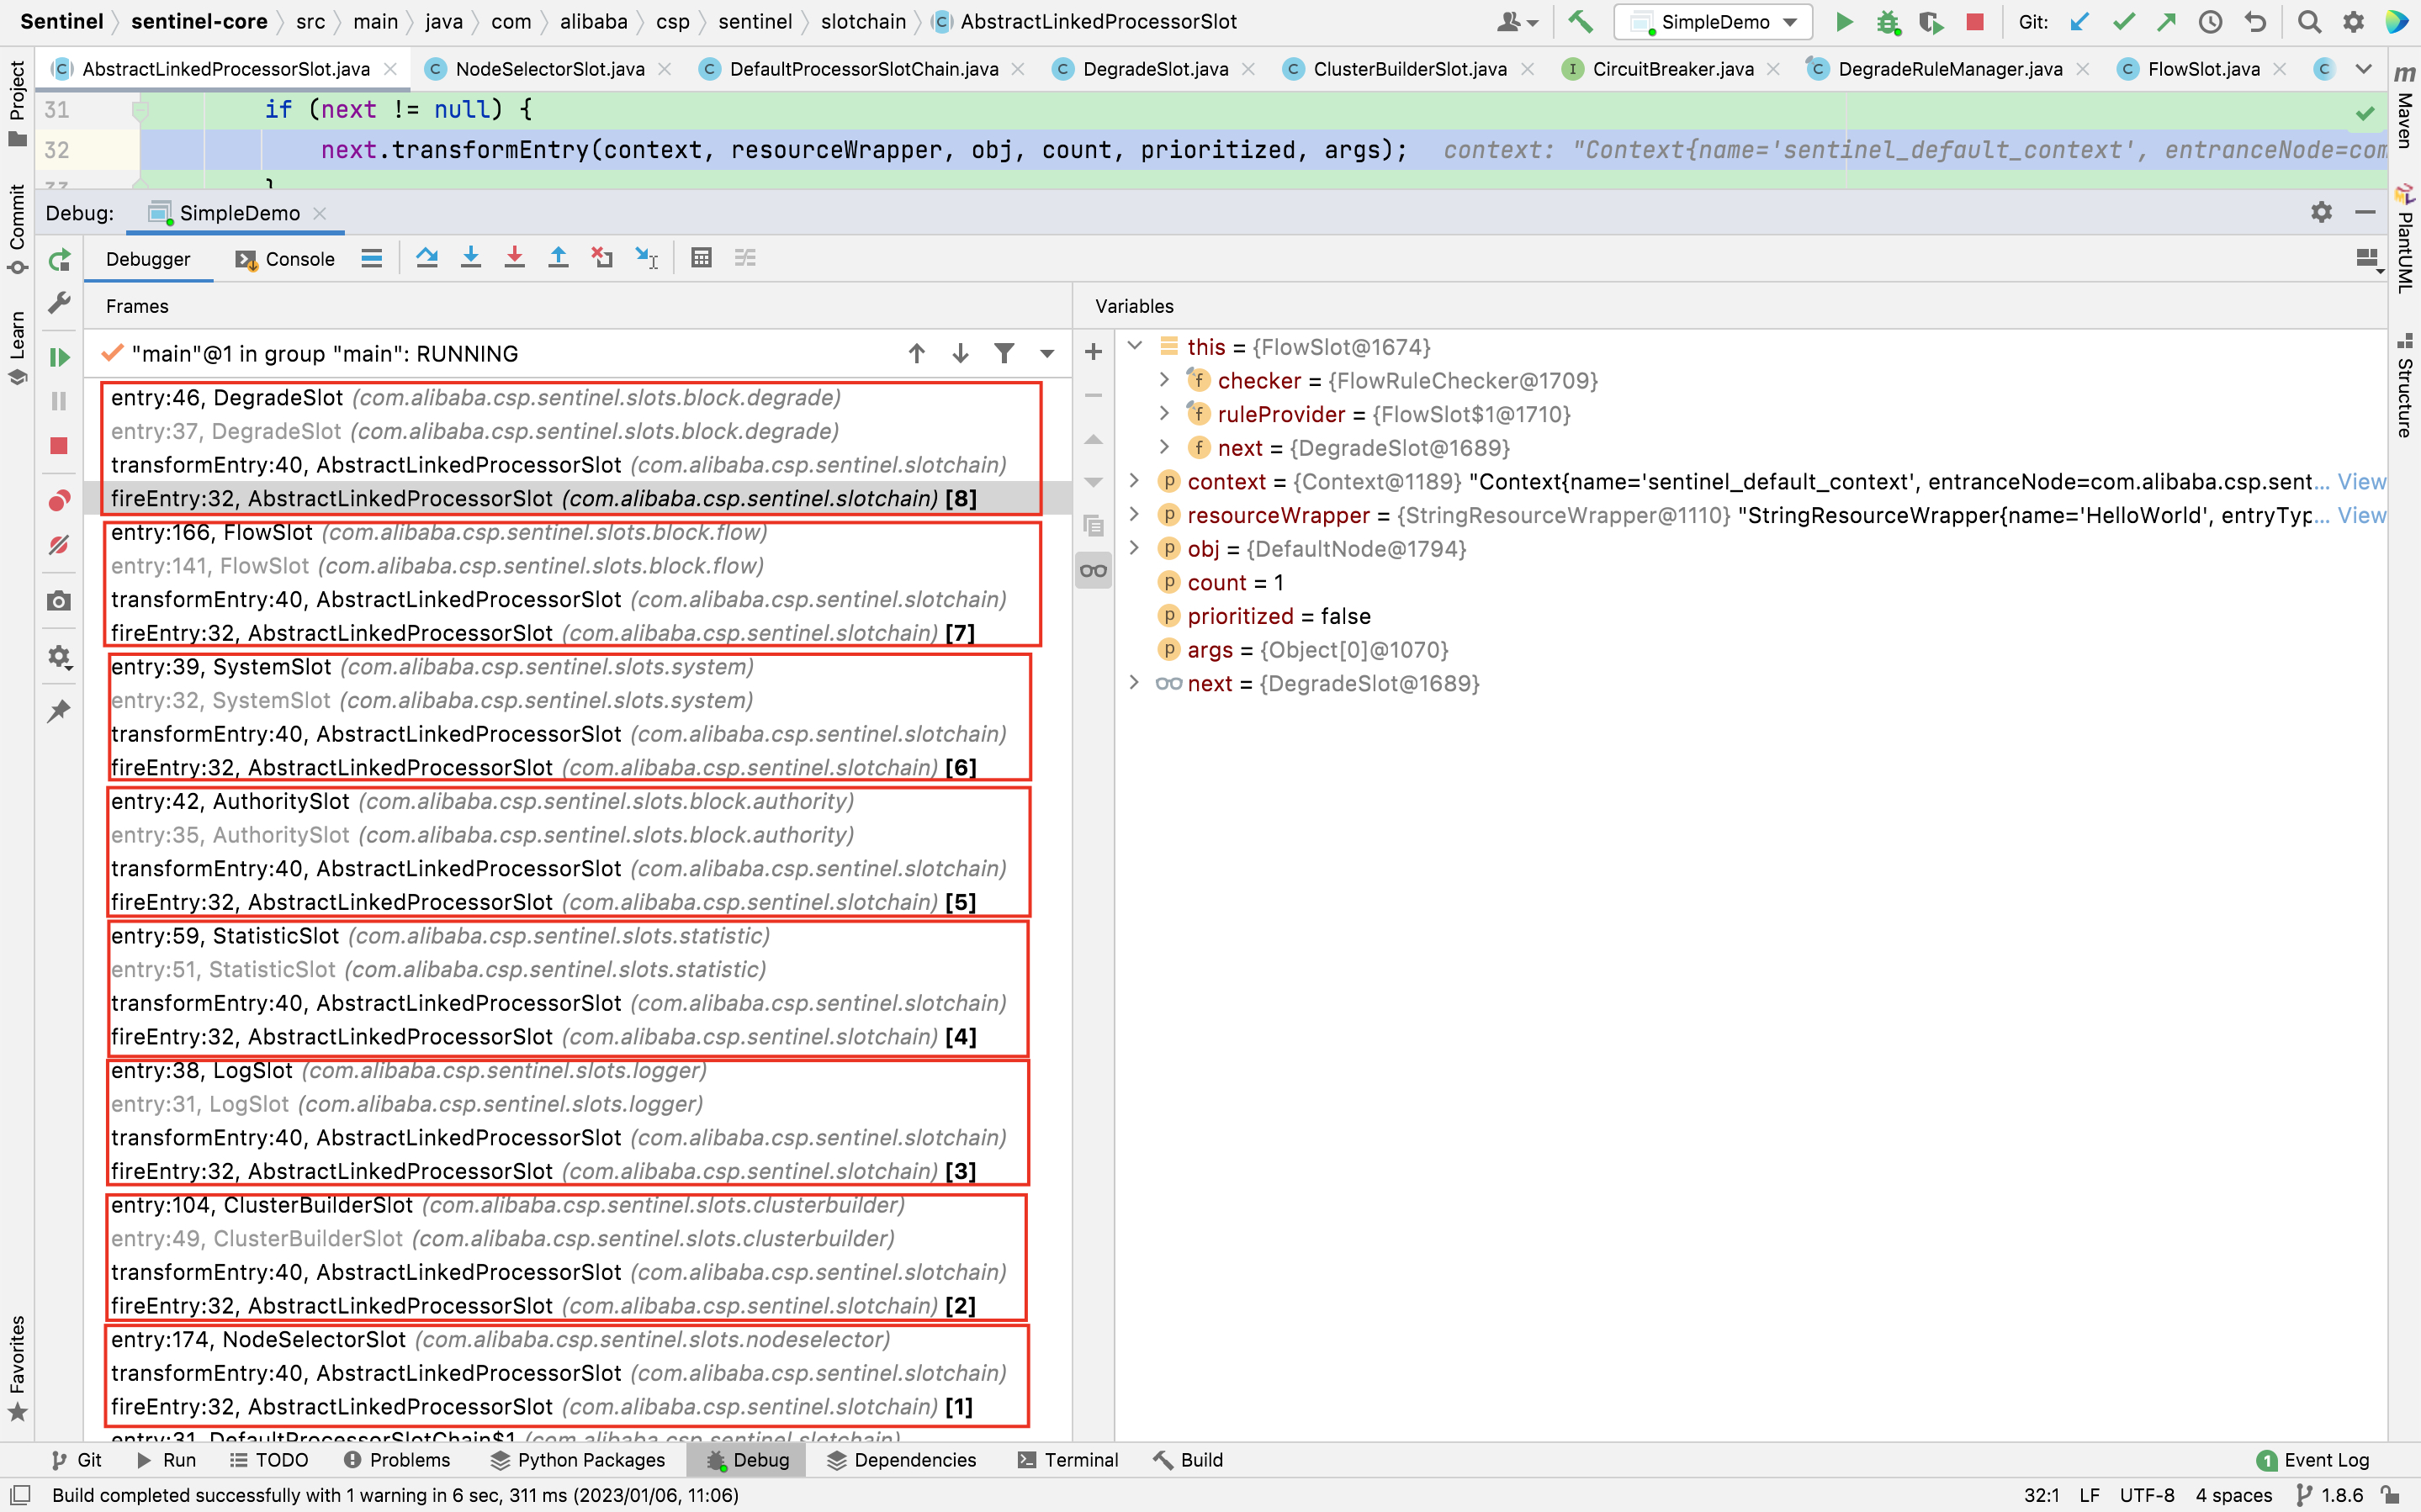 Sentinel sentinel-core src main java com alibaba csp sentinel slotchain AbstractLinkedProcessorSlot
SimpleDemo Git:
AbstractLinkedProcessorSlot.java NodeSelectorSlot.java DefaultProcessorSlotChain.java DegradeSlot.java ClusterBuilderSlot.java CircuitBreaker.java DegradeRuleManager.java FlowSlot.java
31 if (next != null) {
32 next.transformEntry(context, resourceWrapper, obj, count, prioritized, args); context: "Context{name='sentinel_default_context', entranceNode=com
33 }
Debug: SimpleDemo
Debugger Console
Frames
Variables
"main"@1 in group "main": RUNNING
entry:46, DegradeSlot (com.alibaba.csp.sentinel.slots.block.degrade)
entry:37, DegradeSlot (com.alibaba.csp.sentinel.slots.block.degrade)
transformEntry:40, AbstractLinkedProcessorSlot (com.alibaba.csp.sentinel.slotchain)
fireEntry:32, AbstractLinkedProcessorSlot (com.alibaba.csp.sentinel.slotchain) [8]
entry:166, FlowSlot (com.alibaba.csp.sentinel.slots.block.flow)
entry:141, FlowSlot (com.alibaba.csp.sentinel.slots.block.flow)
transformEntry:40, AbstractLinkedProcessorSlot (com.alibaba.csp.sentinel.slotchain)
fireEntry:32, AbstractLinkedProcessorSlot (com.alibaba.csp.sentinel.slotchain) [7]
entry:39, SystemSlot (com.alibaba.csp.sentinel.slots.system)
entry:32, SystemSlot (com.alibaba.csp.sentinel.slots.system)
transformEntry:40, AbstractLinkedProcessorSlot (com.alibaba.csp.sentinel.slotchain)
fireEntry:32, AbstractLinkedProcessorSlot (com.alibaba.csp.sentinel.slotchain) [6]
entry:42, AuthoritySlot (com.alibaba.csp.sentinel.slots.block.authority)
entry:35, AuthoritySlot (com.alibaba.csp.sentinel.slots.block.authority)
transformEntry:40, AbstractLinkedProcessorSlot (com.alibaba.csp.sentinel.slotchain)
fireEntry:32, AbstractLinkedProcessorSlot (com.alibaba.csp.sentinel.slotchain) [5]
entry:59, StatisticSlot (com.alibaba.csp.sentinel.slots.statistic)
entry:51, StatisticSlot (com.alibaba.csp.sentinel.slots.statistic)
transformEntry:40, AbstractLinkedProcessorSlot (com.alibaba.csp.sentinel.slotchain)
fireEntry:32, AbstractLinkedProcessorSlot (com.alibaba.csp.sentinel.slotchain) [4]
entry:38, LogSlot (com.alibaba.csp.sentinel.slots.logger)
entry:31, LogSlot (com.alibaba.csp.sentinel.slots.logger)
transformEntry:40, AbstractLinkedProcessorSlot (com.alibaba.csp.sentinel.slotchain)
fireEntry:32, AbstractLinkedProcessorSlot (com.alibaba.csp.sentinel.slotchain) [3]
entry:104, ClusterBuilderSlot (com.alibaba.csp.sentinel.slots.clusterbuilder)
entry:49, ClusterBuilderSlot (com.alibaba.csp.sentinel.slots.clusterbuilder)
transformEntry:40, AbstractLinkedProcessorSlot (com.alibaba.csp.sentinel.slotchain)
fireEntry:32, AbstractLinkedProcessorSlot (com.alibaba.csp.sentinel.slotchain) [2]
entry:174, NodeSelectorSlot (com.alibaba.csp.sentinel.slots.nodeselector)
transformEntry:40, AbstractLinkedProcessorSlot (com.alibaba.csp.sentinel.slotchain)
fireEntry:32, AbstractLinkedProcessorSlot (com.alibaba.csp.sentinel.slotchain) [1]
entry:31, DefaultProcessorSlotChain$1 (com.alibaba.csp.sentinel.slotchain)
this = {FlowSlot@1674}
checker = {FlowRuleChecker@1709}
ruleProvider = {FlowSlot$1@1710}
next = {DegradeSlot@1689}
context = {Context@1189} "Context{name='sentinel_default_context', entranceNode=com.alibaba.csp.sent... View
resourceWrapper = {StringResourceWrapper@1110} "StringResourceWrapper{name='HelloWorld', entryTyp... View
obj = {DefaultNode@1794}
count = 1
prioritized = false
args = {Object[0]@1070}
next = {DegradeSlot@1689}
Project
Commit
Learn
Favorites
m
Maven
PlantUML
Structure
Git Run TODO Problems Python Packages Debug Dependencies Terminal Build 1 Event Log
Build completed successfully with 1 warning in 6 sec, 311 ms (2023/01/06, 11:06) 32:1 LF UTF-8 4 spaces 1.8.6